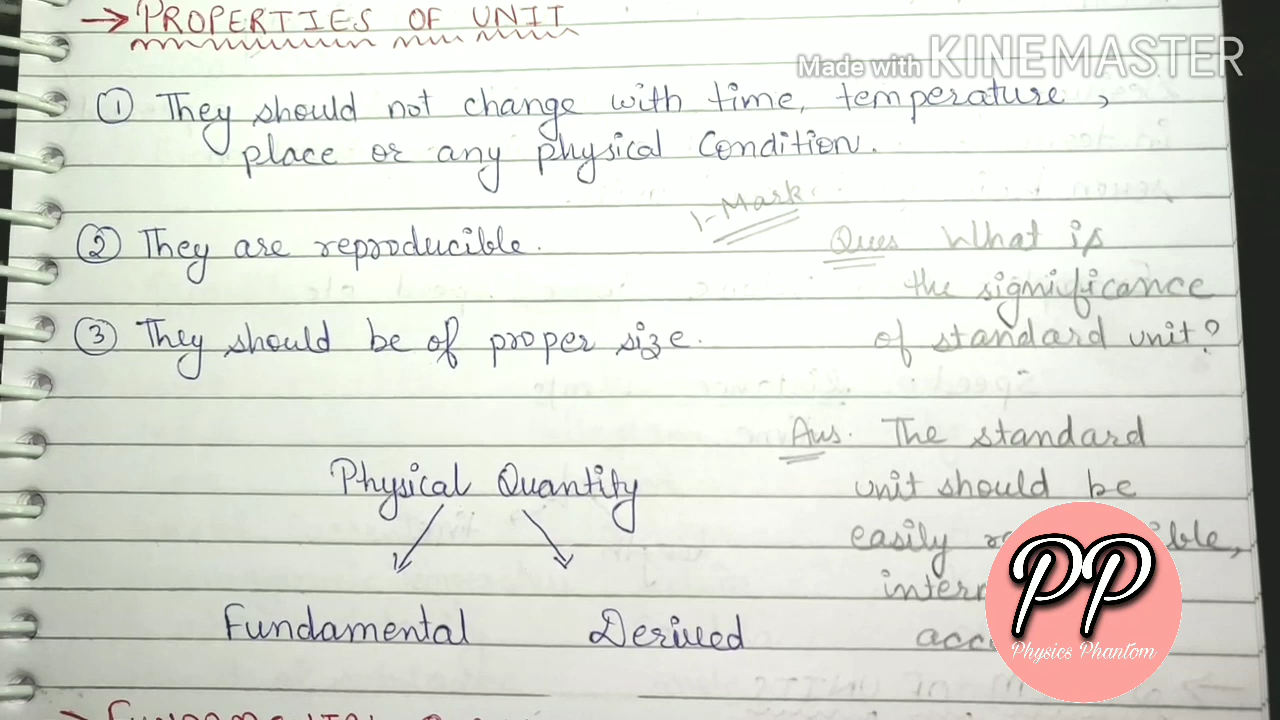 → PROPERTIES OF UNIT
Made with KINEMASTER
① They should not change with time, temperature,
place or any physical condition.
1-Mark
② They are reproducible.
Ques What is
the significance
③ They should be of proper size.
of standard unit?
Ans. The standard
Physical Quantity
unit should be
easily
Fundamental Derived
PP
Physics Phantom